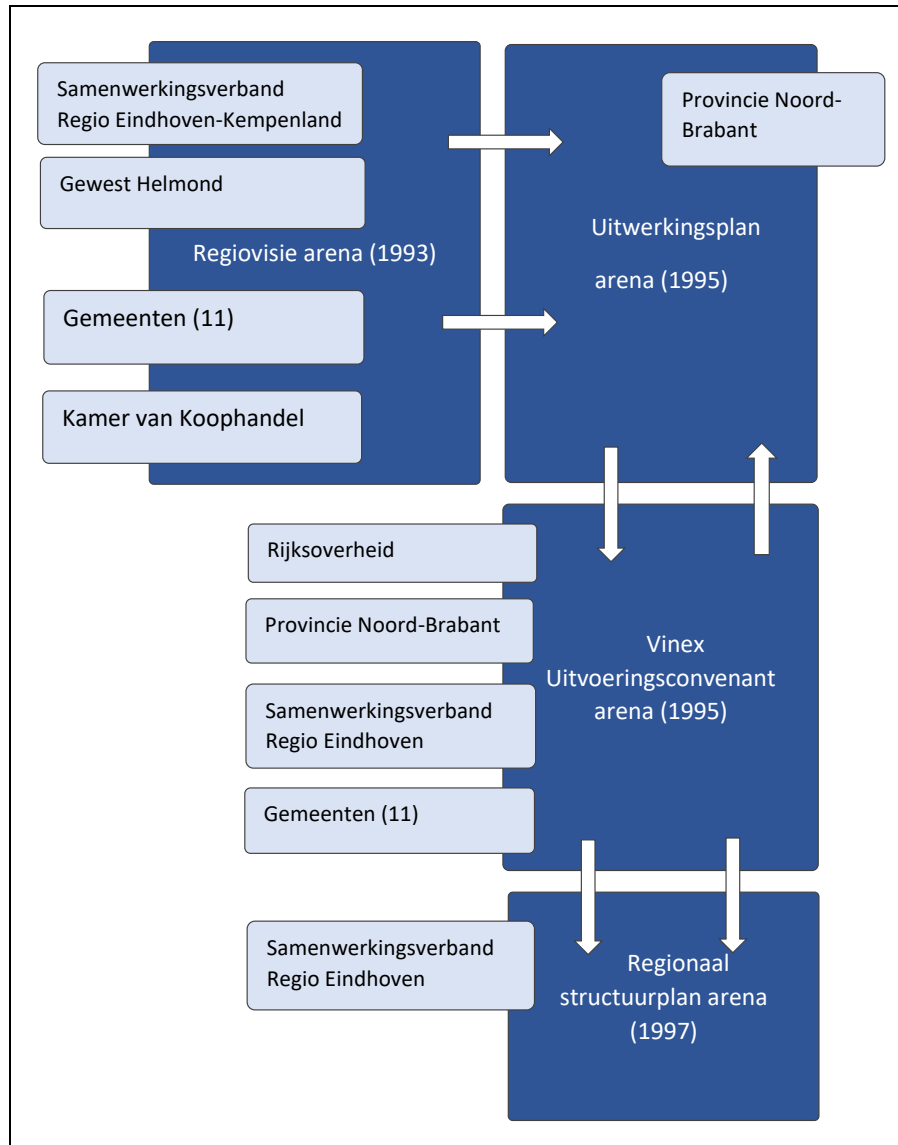 Samenwerkingsverband
Regio Eindhoven-Kempenland
Gewest Helmond
Regiovisie arena (1993)
Gemeenten (11)
Kamer van Koophandel
Provincie Noord-
Brabant
Uitwerkingsplan
arena (1995)
Rijksoverheid
Provincie Noord-Brabant
Samenwerkingsverband
Regio Eindhoven
Gemeenten (11)
Vinex
Uitvoeringsconvenant
arena (1995)
Samenwerkingsverband
Regio Eindhoven
Regionaal
structuurplan arena
(1997)